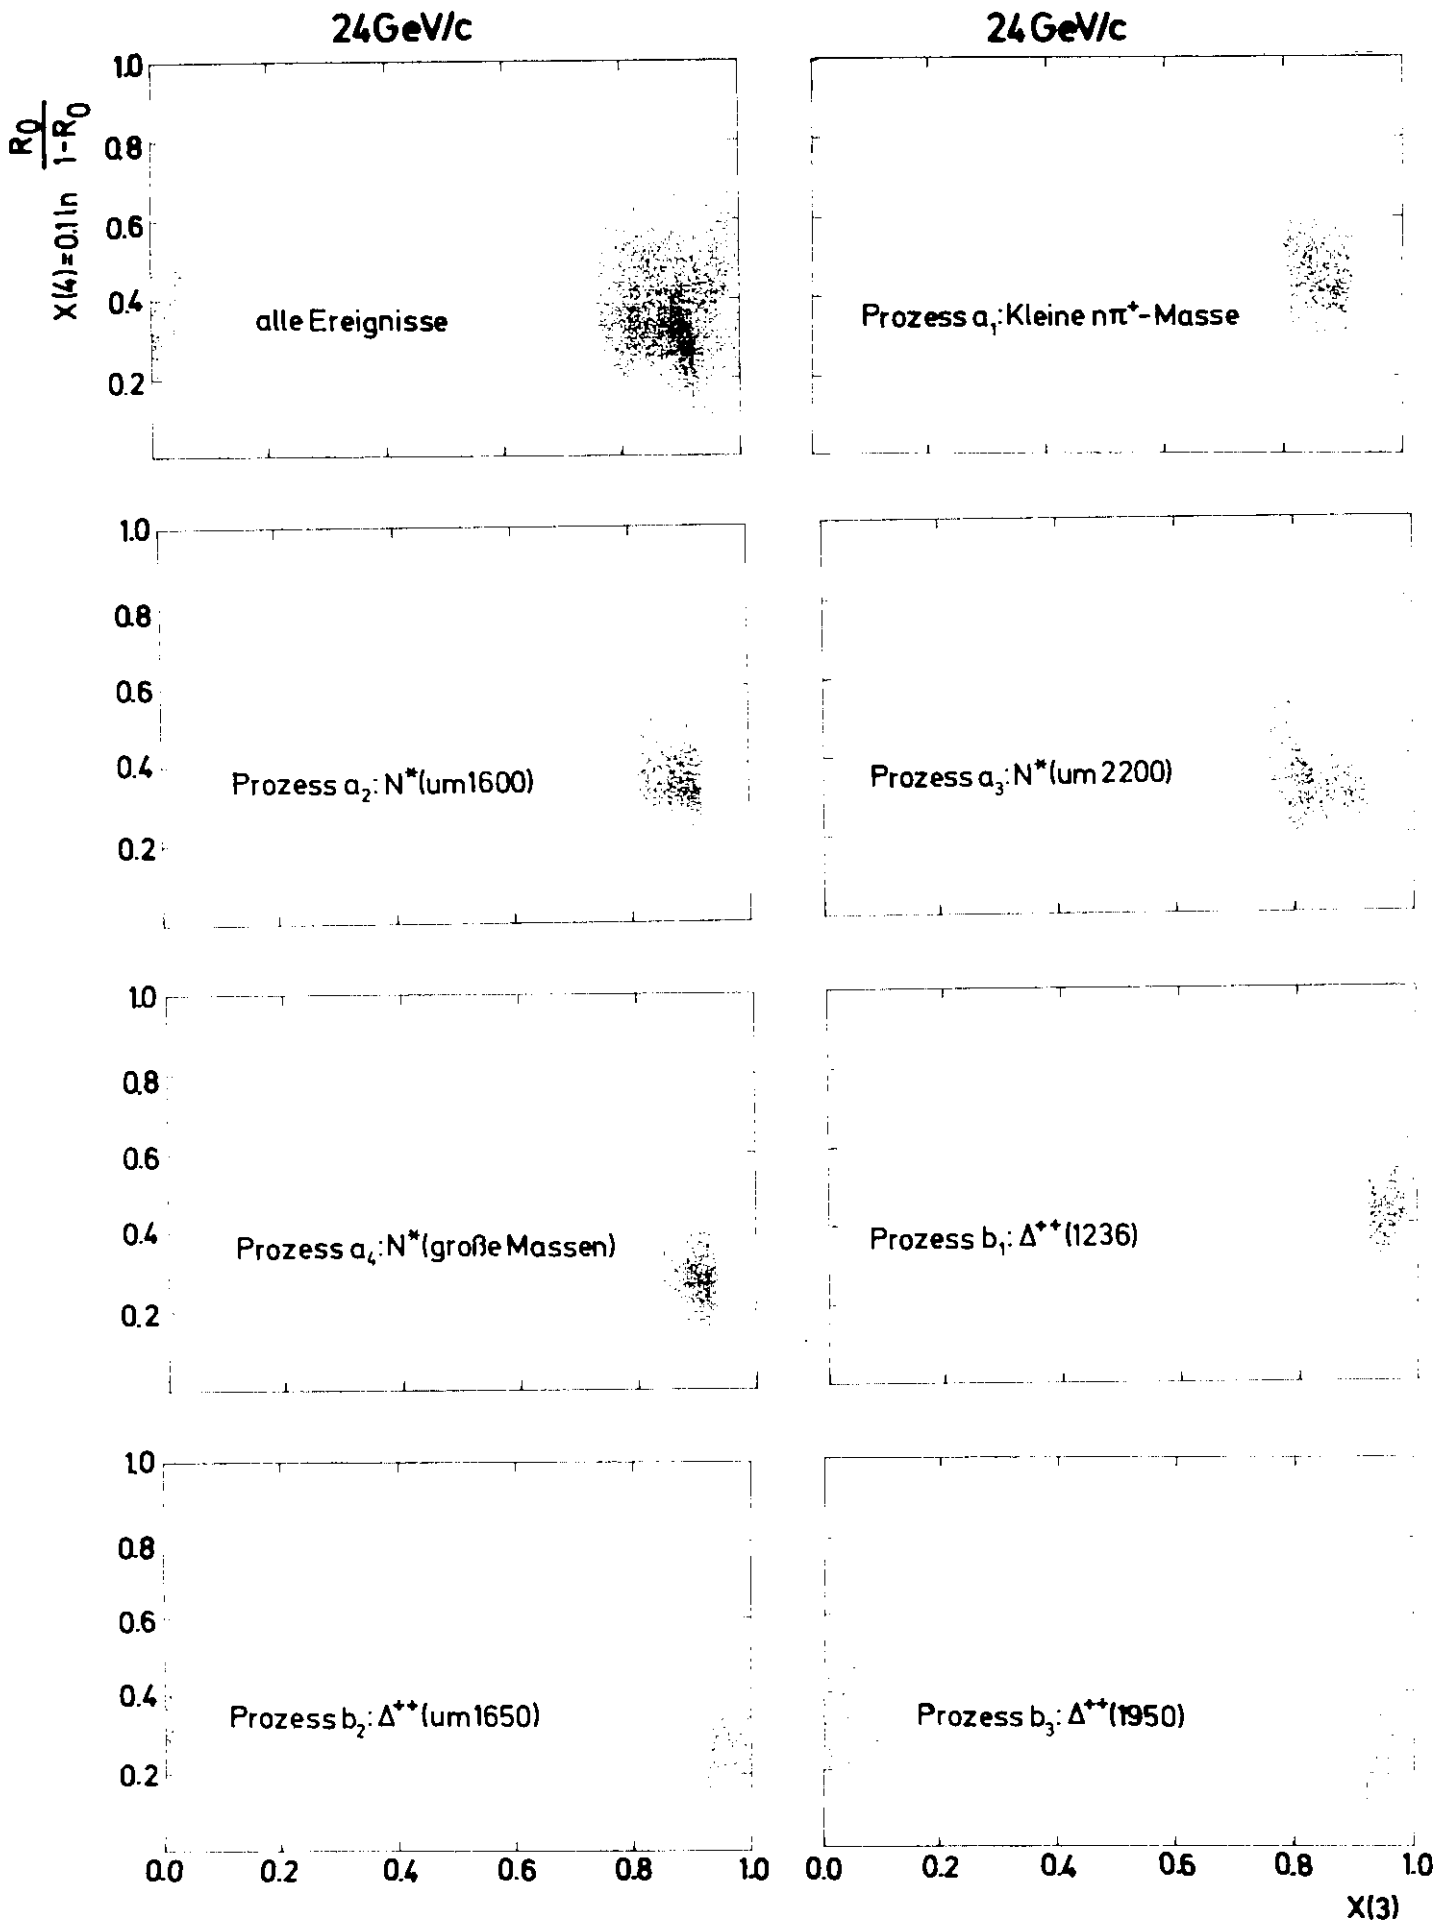 24 GeV/c
24 GeV/c
X(4)=0.1 ln R0/1-R0
1.0
0.8
0.6
0.4
0.2
alle Ereignisse
Prozess a₁: Kleine nπ⁺-Masse
1.0
0.8
0.6
0.4
0.2
Prozess a₂: N*(um 1600)
Prozess a₃: N*(um 2200)
1.0
0.8
0.6
0.4
0.2
Prozess a₄: N*(große Massen)
Prozess b₁: Δ⁺⁺(1236)
1.0
0.8
0.6
0.4
0.2
Prozess b₂: Δ⁺⁺(um 1650)
Prozess b₃: Δ⁺⁺(1950)
0.0 0.2 0.4 0.6 0.8 1.0
0.0 0.2 0.4 0.6 0.8 1.0
X(3)